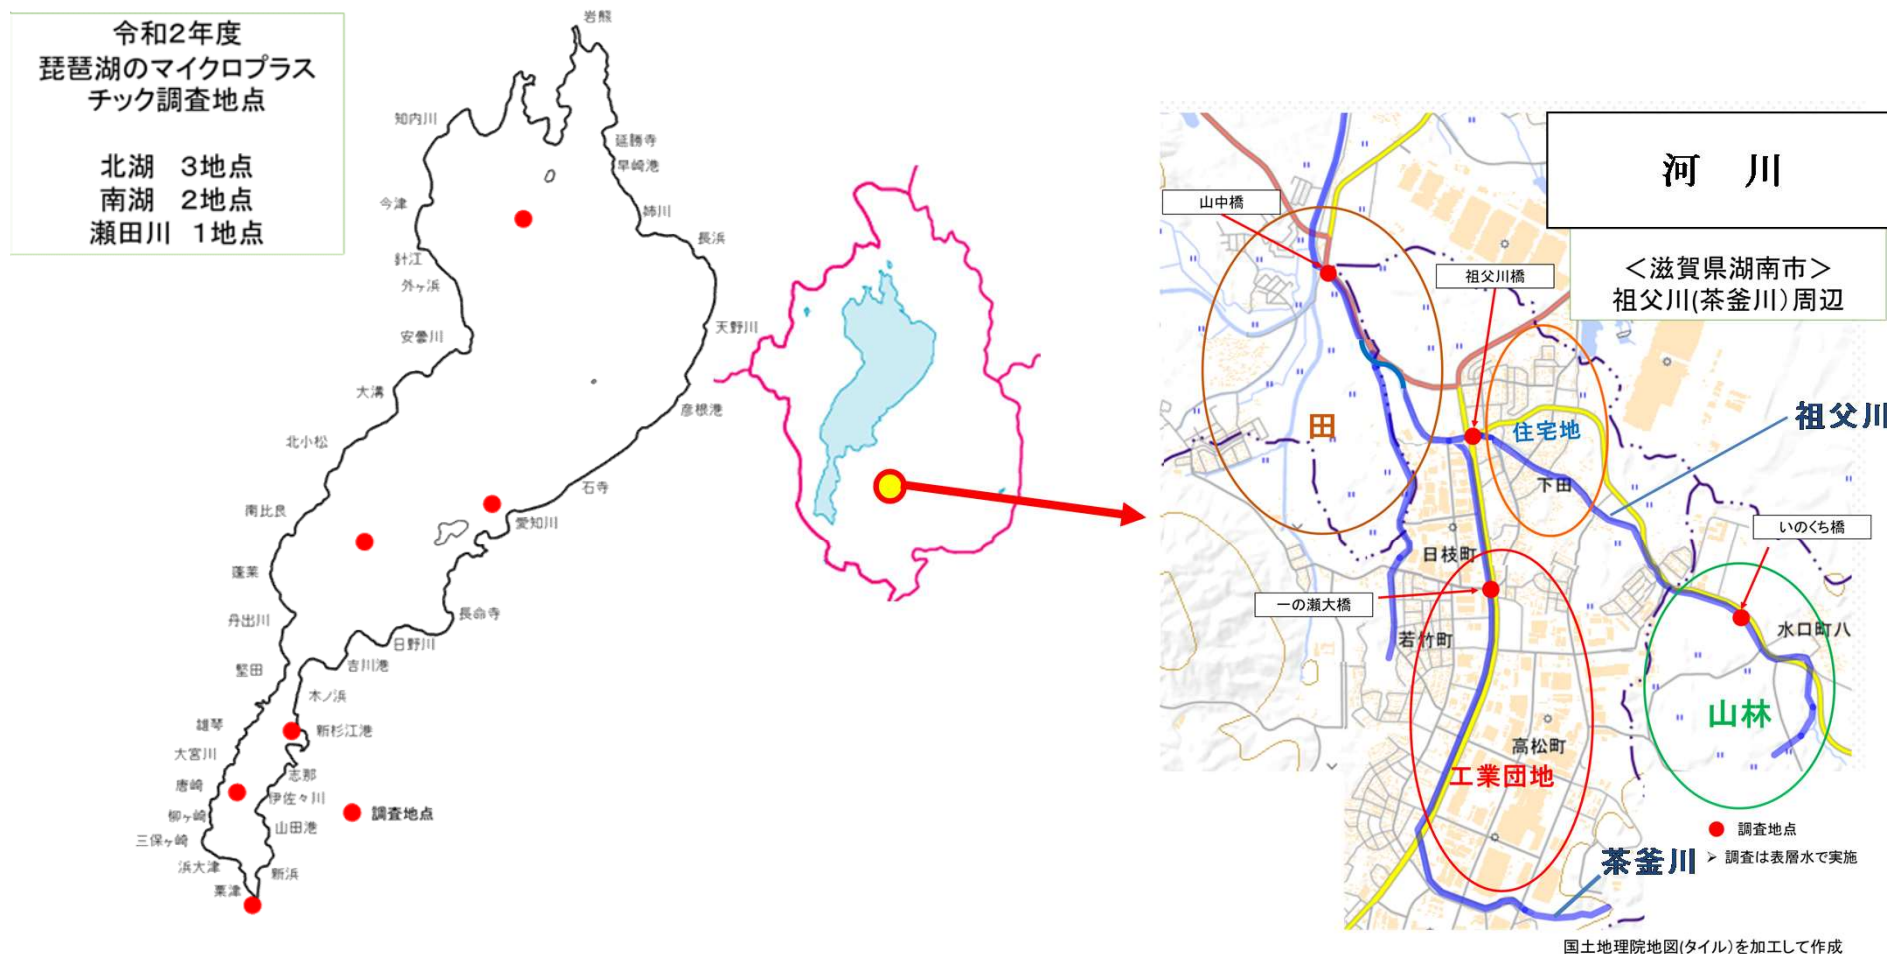 令和2年度
琵琶湖のマイクロプラス
チック調査地点
北湖　3地点
南湖　2地点
瀬田川　1地点
岩熊
知内川
延勝寺
早崎港
今津
姉川
長浜
針江
外ヶ浜
天野川
安曇川
大溝
彦根港
北小松
石寺
南比良
愛知川
蓬莱
長命寺
丹出川
日野川
堅田
吉川港
木ノ浜
雄琴
新杉江港
大宮川
志那
唐崎
伊佐々川
柳ヶ崎
山田港
三保ヶ崎
浜大津
新浜
粟津
調査地点
河　川
＜滋賀県湖南市＞
祖父川(茶釜川)周辺
山中橋
祖父川橋
田
住宅地
祖父川
下田
いのくち橋
日枝町
一の瀬大橋
若竹町
水口町八
山林
高松町
工業団地
調査地点
茶釜川
➢ 調査は表層水で実施
国土地理院地図(タイル)を加工して作成